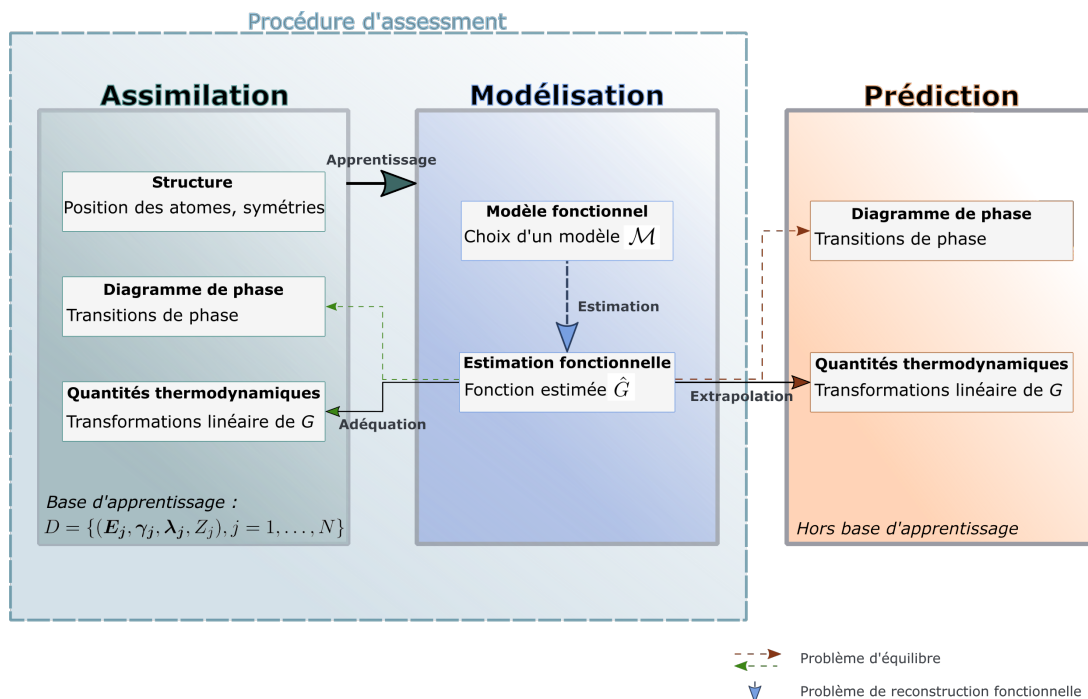 Procédure d'assessment
Assimilation
Modélisation
Prédiction
Apprentissage
Structure
Position des atomes, symétries
Diagramme de phase
Transitions de phase
Quantités thermodynamiques
Transformations linéaire de G
Adéquation
Base d'apprentissage :
D = {(E_j, γ_j, λ_j, Z_j), j = 1, . . . , N}
Modèle fonctionnel
Choix d'un modèle ℳ
Estimation
Estimation fonctionnelle
Fonction estimée Ĝ
Extrapolation
Diagramme de phase
Transitions de phase
Quantités thermodynamiques
Transformations linéaire de G
Hors base d'apprentissage
Problème d'équilibre
Problème de reconstruction fonctionnelle